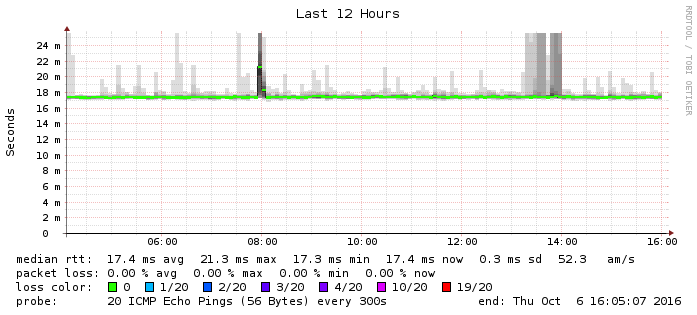 Last 12 Hours
RRDTOOL / TOBI OETIKER
Seconds
24 m
22 m
20 m
18 m
16 m
14 m
12 m
10 m
8 m
6 m
4 m
2 m
0
06:00 08:00 10:00 12:00 14:00 16:00
median rtt: 17.4 ms avg 21.3 ms max 17.3 ms min 17.4 ms now 0.3 ms sd 52.3 am/s
packet loss: 0.00 % avg 0.00 % max 0.00 % min 0.00 % now
loss color: 0 1/20 2/20 3/20 4/20 10/20 19/20
probe: 20 ICMP Echo Pings (56 Bytes) every 300s end: Thu Oct 6 16:05:07 2016